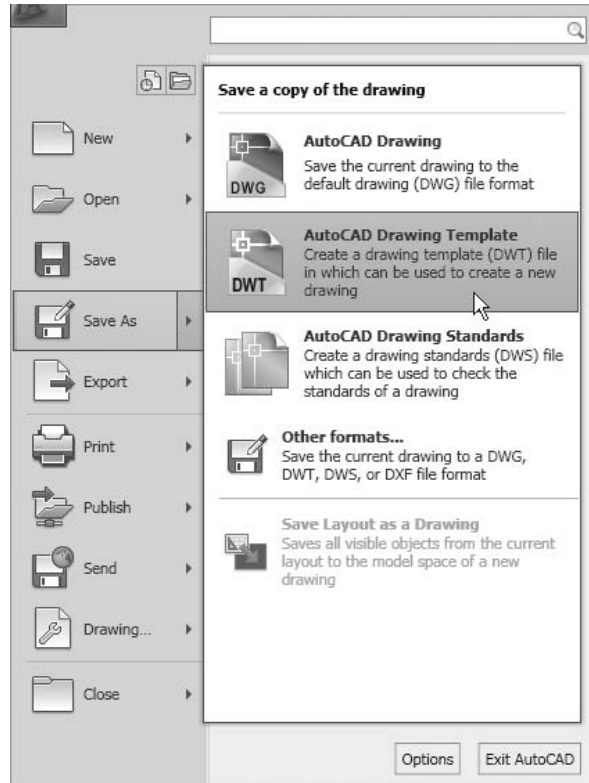 New
Open
Save
Save As
Export
Print
Publish
Send
Drawing...
Close
Save a copy of the drawing
DWG
AutoCAD Drawing
Save the current drawing to the
default drawing (DWG) file format
DWT
AutoCAD Drawing Template
Create a drawing template (DWT) file
in which can be used to create a new
drawing
AutoCAD Drawing Standards
Create a drawing standards (DWS) file
which can be used to check the
standards of a drawing
Other formats...
Save the current drawing to a DWG,
DWT, DWS, or DXF file format
Save Layout as a Drawing
Saves all visible objects from the current
layout to the model space of a new
drawing
Options
Exit AutoCAD